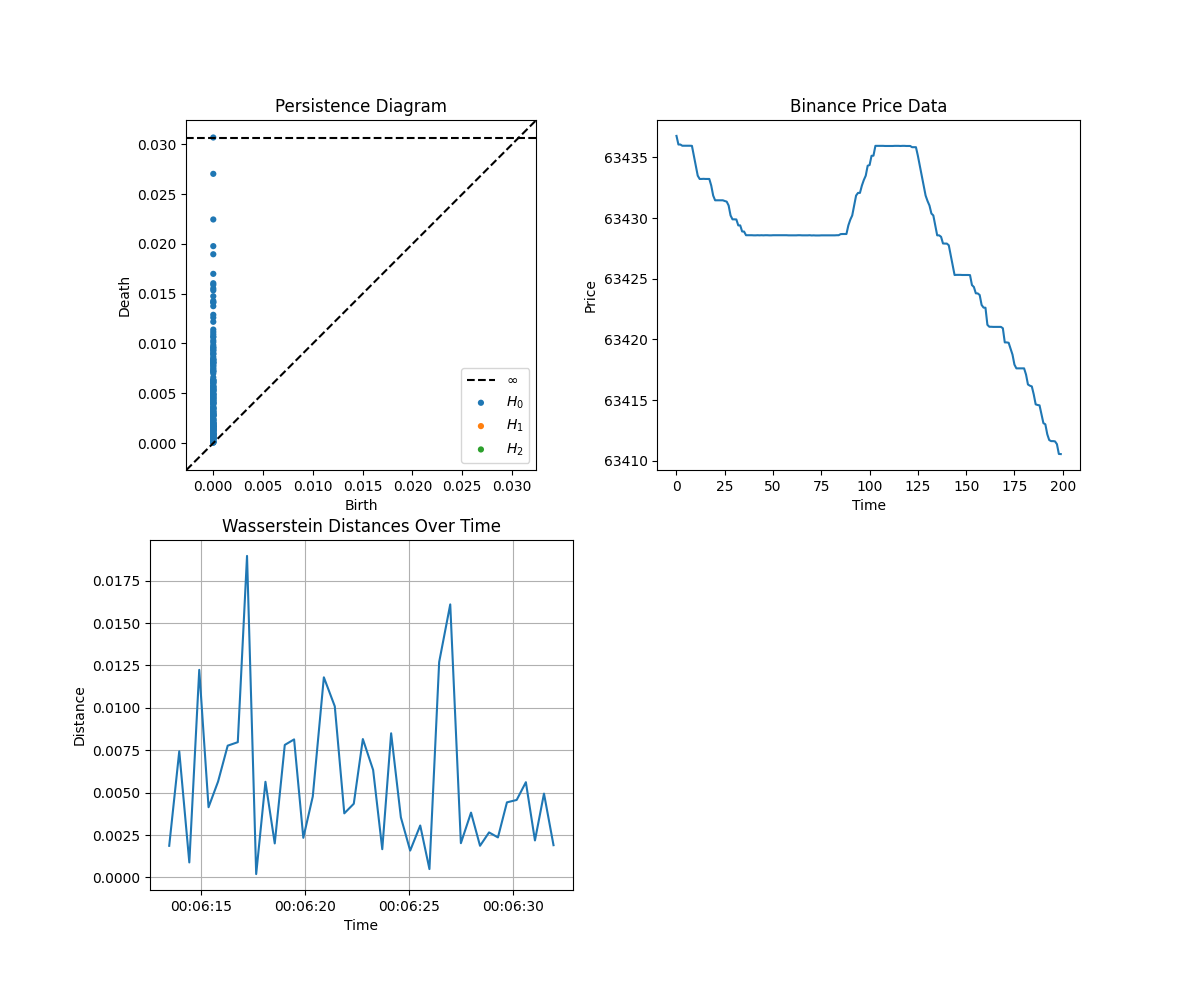 Persistence Diagram
Death
0.030
0.025
0.020
0.015
0.010
0.005
0.000
∞
H₀
H₁
H₂
0.000 0.005 0.010 0.015 0.020 0.025 0.030
Birth
Binance Price Data
Price
63435
63430
63425
63420
63415
63410
0 25 50 75 100 125 150 175 200
Time
Wasserstein Distances Over Time
Distance
0.0175
0.0150
0.0125
0.0100
0.0075
0.0050
0.0025
0.0000
00:06:15 00:06:20 00:06:25 00:06:30
Time